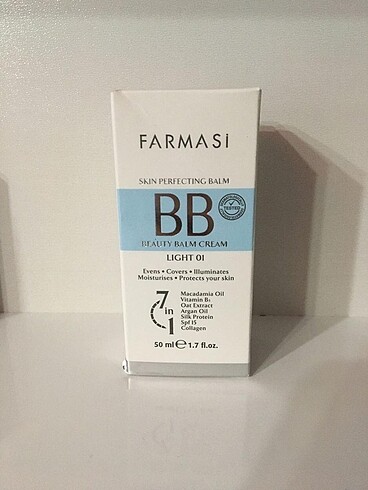 FARMASi
SKIN PERFECTING BALM
BB
TESTED
BEAUTY BALM CREAM
LIGHT 01
Evens • Covers • Illuminates
Moisturises • Protects your skin
7 in 1
Macadamia Oil
Vitamin B5
Oat Extract
Argan Oil
Silk Protein
Spf 15
Collagen
50 ml ℮ 1.7 fl.oz.